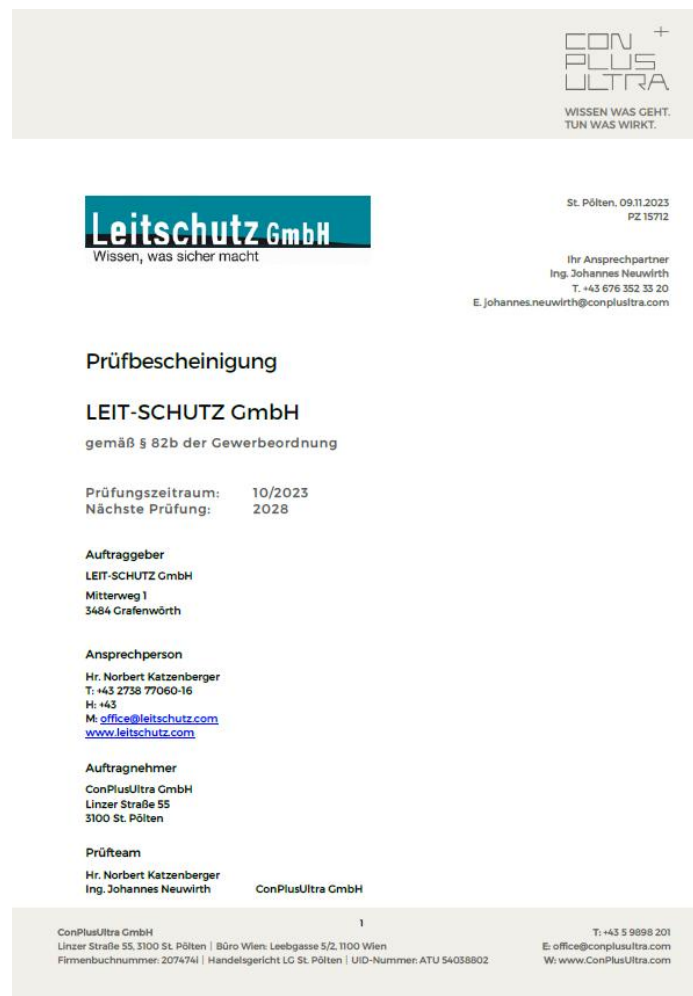 CON +
PLUS
ULTRA
WISSEN WAS GEHT.
TUN WAS WIRKT.
Leitschutz GmbH
Wissen, was sicher macht
St. Pölten, 09.11.2023
PZ 15712
Ihr Ansprechpartner
Ing. Johannes Neuwirth
T. +43 676 352 33 20
E. johannes.neuwirth@conplusltra.com
Prüfbescheinigung
LEIT-SCHUTZ GmbH
gemäß § 82b der Gewerbeordnung
Prüfungszeitraum: 10/2023
Nächste Prüfung: 2028
Auftraggeber
LEIT-SCHUTZ GmbH
Mitterweg 1
3484 Grafenwörth
Ansprechperson
Hr. Norbert Katzenberger
T: +43 2738 77060-16
H: +43
M: office@leitschutz.com
www.leitschutz.com
Auftragnehmer
ConPlusUltra GmbH
Linzer Straße 55
3100 St. Pölten
Prüfteam
Hr. Norbert Katzenberger
Ing. Johannes Neuwirth ConPlusUltra GmbH
1
ConPlusUltra GmbH
Linzer Straße 55, 3100 St. Pölten | Büro Wien: Leebgasse 5/2, 1100 Wien
Firmenbuchnummer: 207474i | Handelsgericht LG St. Pölten | UID-Nummer: ATU 54038802
T: +43 5 9898 201
E: office@conplusultra.com
W: www.ConPlusUltra.com